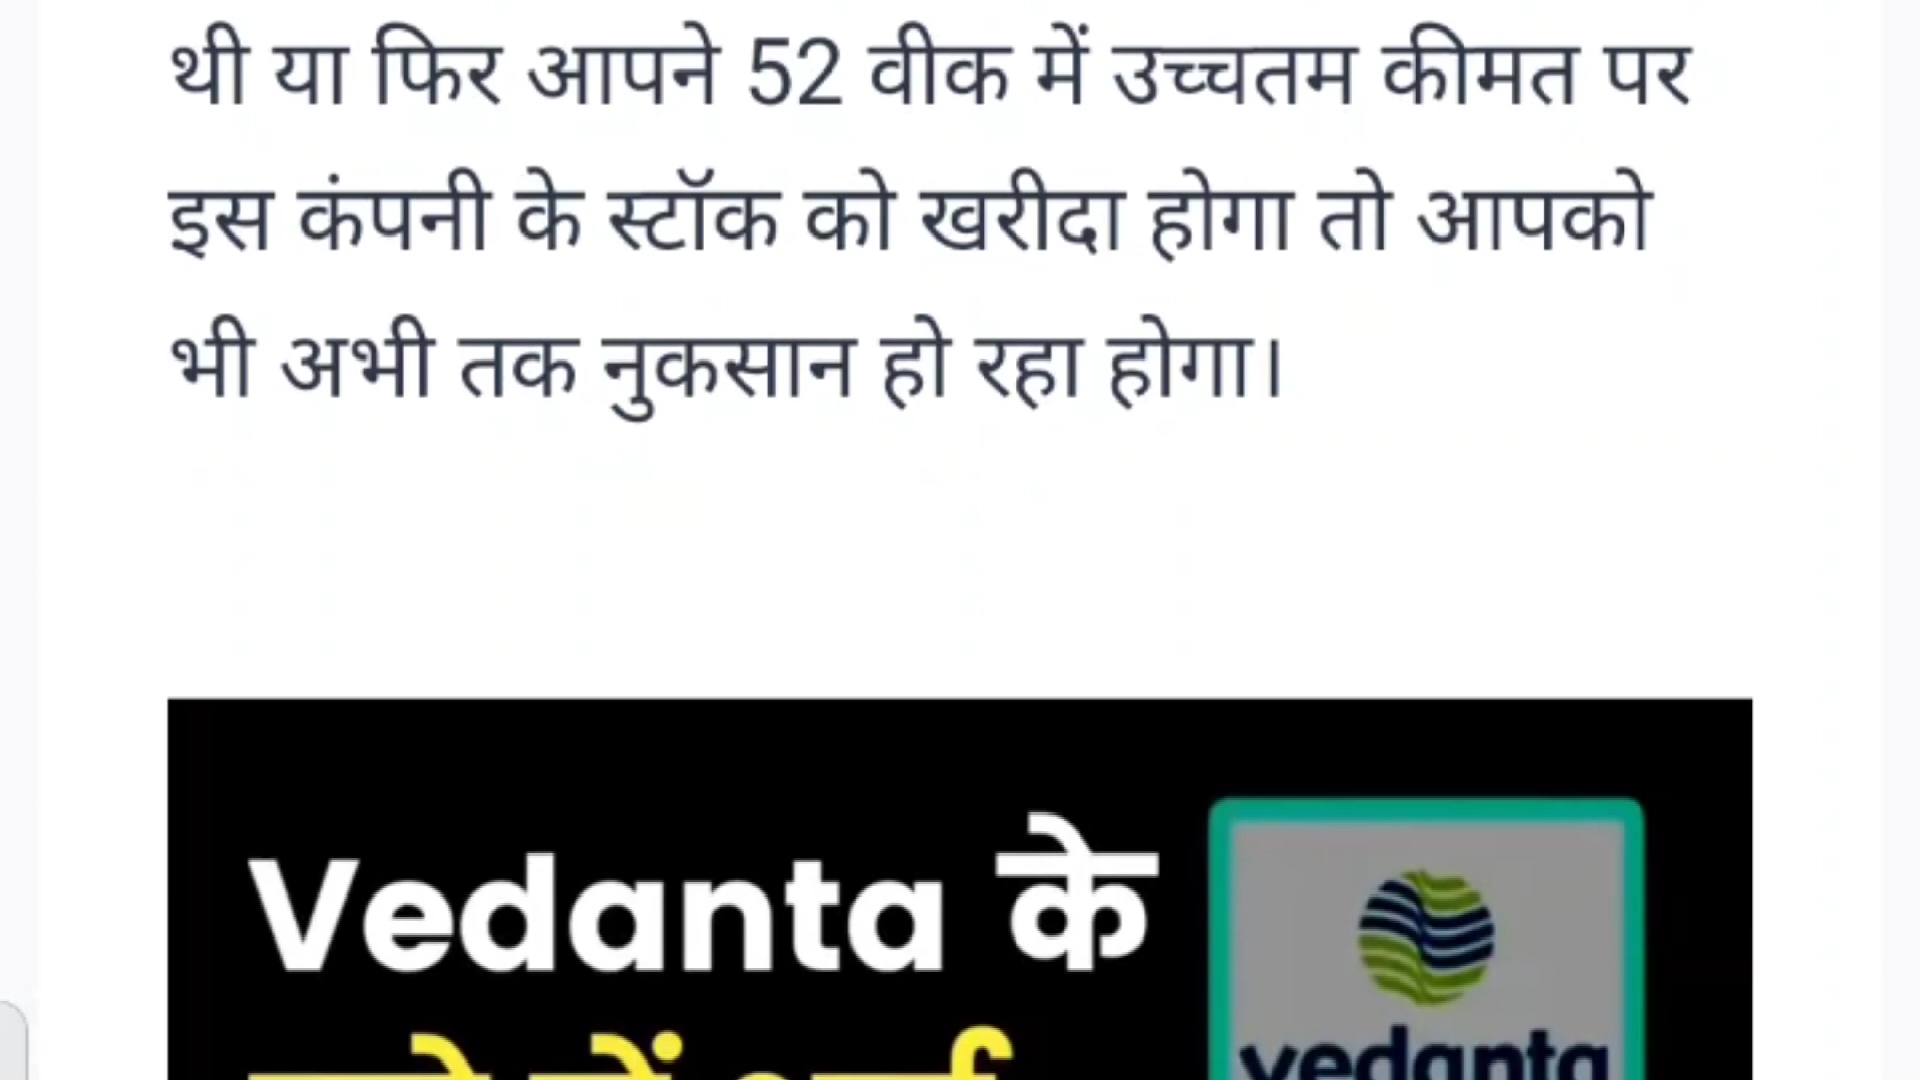 थी या फिर आपने 52 वीक में उच्चतम कीमत पर
इस कंपनी के स्टॉक को खरीदा होगा तो आपको
भी अभी तक नुकसान हो रहा होगा।
Vedanta के
vedanta